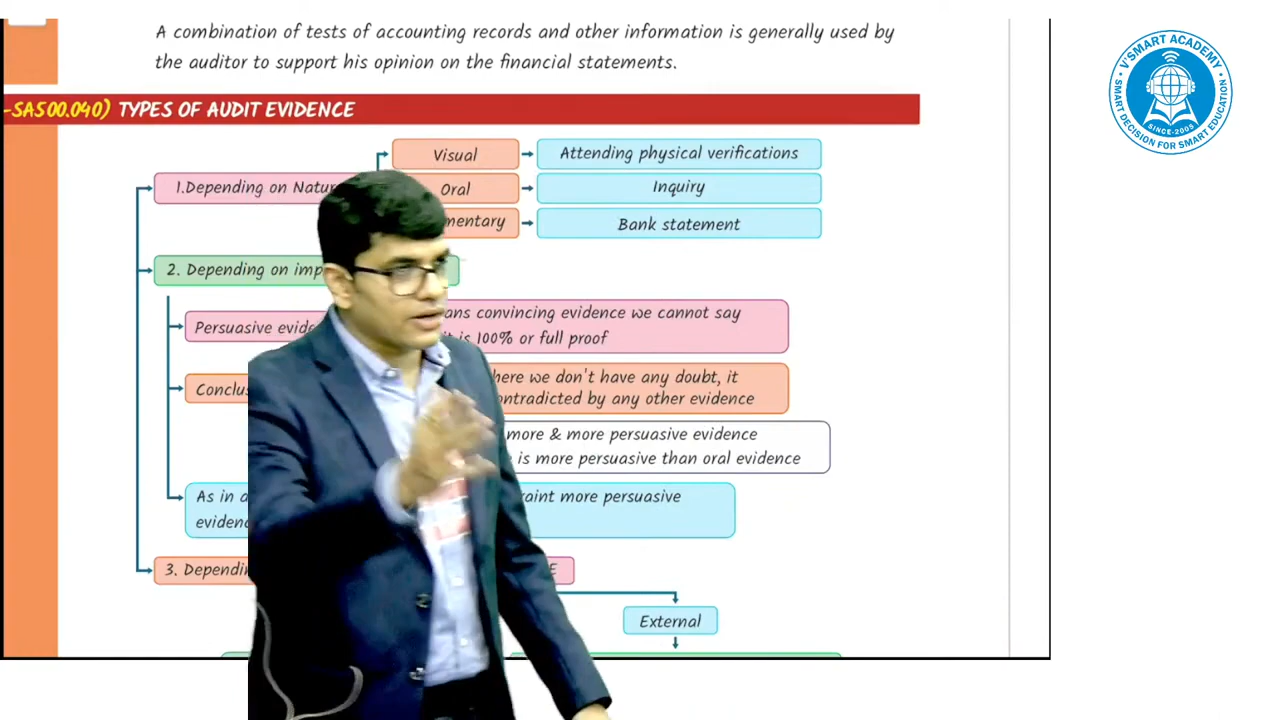 A combination of tests of accounting records and other information is generally used by
the auditor to support his opinion on the financial statements.
-SA500.040) TYPES OF AUDIT EVIDENCE
1.Depending on Natur
Visual
Attending physical verifications
Oral
Inquiry
mentary
Bank statement
2. Depending on imp
Persuasive evide
ans convincing evidence we cannot say
it is 100% or full proof
Conclus
here we don't have any doubt, it
ontradicted by any other evidence
more & more persuasive evidence
is more persuasive than oral evidence
As in a
raint more persuasive
evidenc
3. Dependin
E
External
V'SMART ACADEMY
SINCE-2005
SMART DECISION FOR SMART EDUCATION